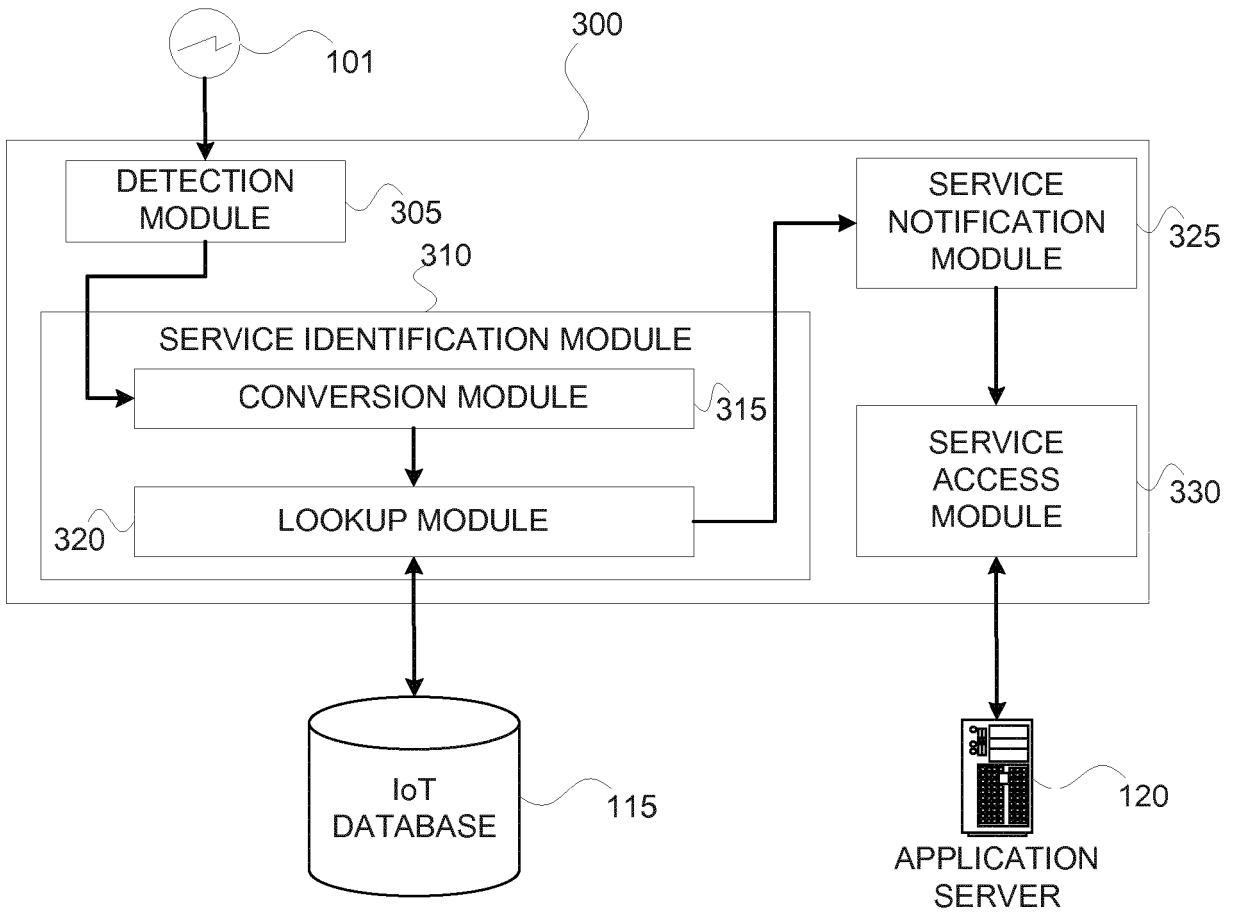 300
101
DETECTION
MODULE
305
SERVICE
NOTIFICATION
MODULE
325
310
SERVICE IDENTIFICATION MODULE
CONVERSION MODULE
315
LOOKUP MODULE
320
SERVICE
ACCESS
MODULE
330
IoT
DATABASE
115
120
APPLICATION
SERVER